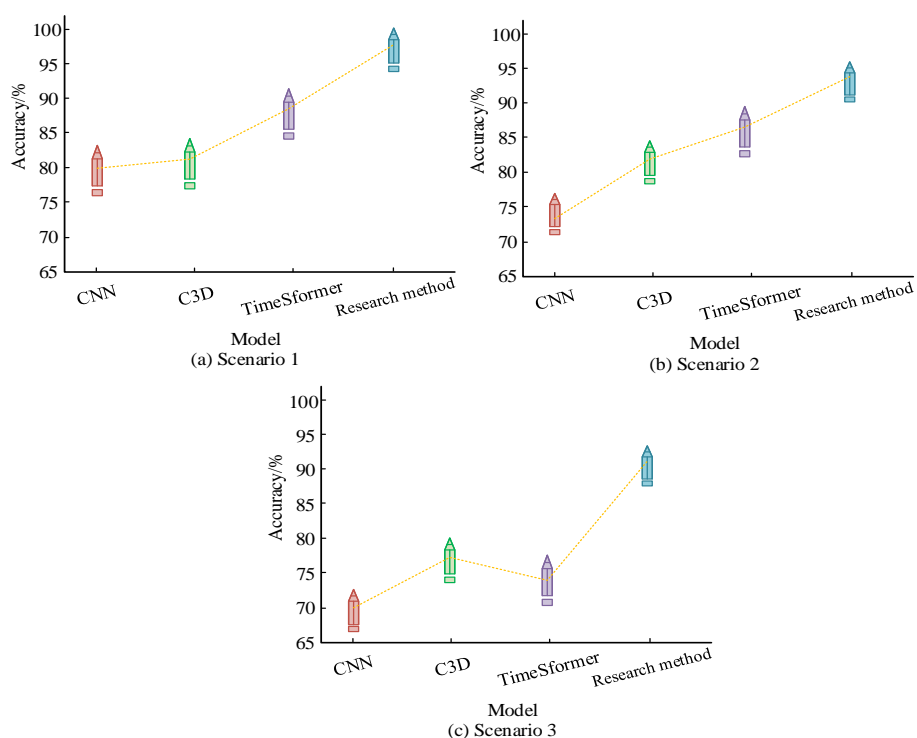 Accuracy/%
100
95
90
85
80
75
70
65
CNN
C3D
TimeSformer
Research method
Model
(a) Scenario 1
Accuracy/%
100
95
90
85
80
75
70
65
CNN
C3D
TimeSformer
Research method
Model
(b) Scenario 2
Accuracy/%
100
95
90
85
80
75
70
65
CNN
C3D
TimeSformer
Research method
Model
(c) Scenario 3